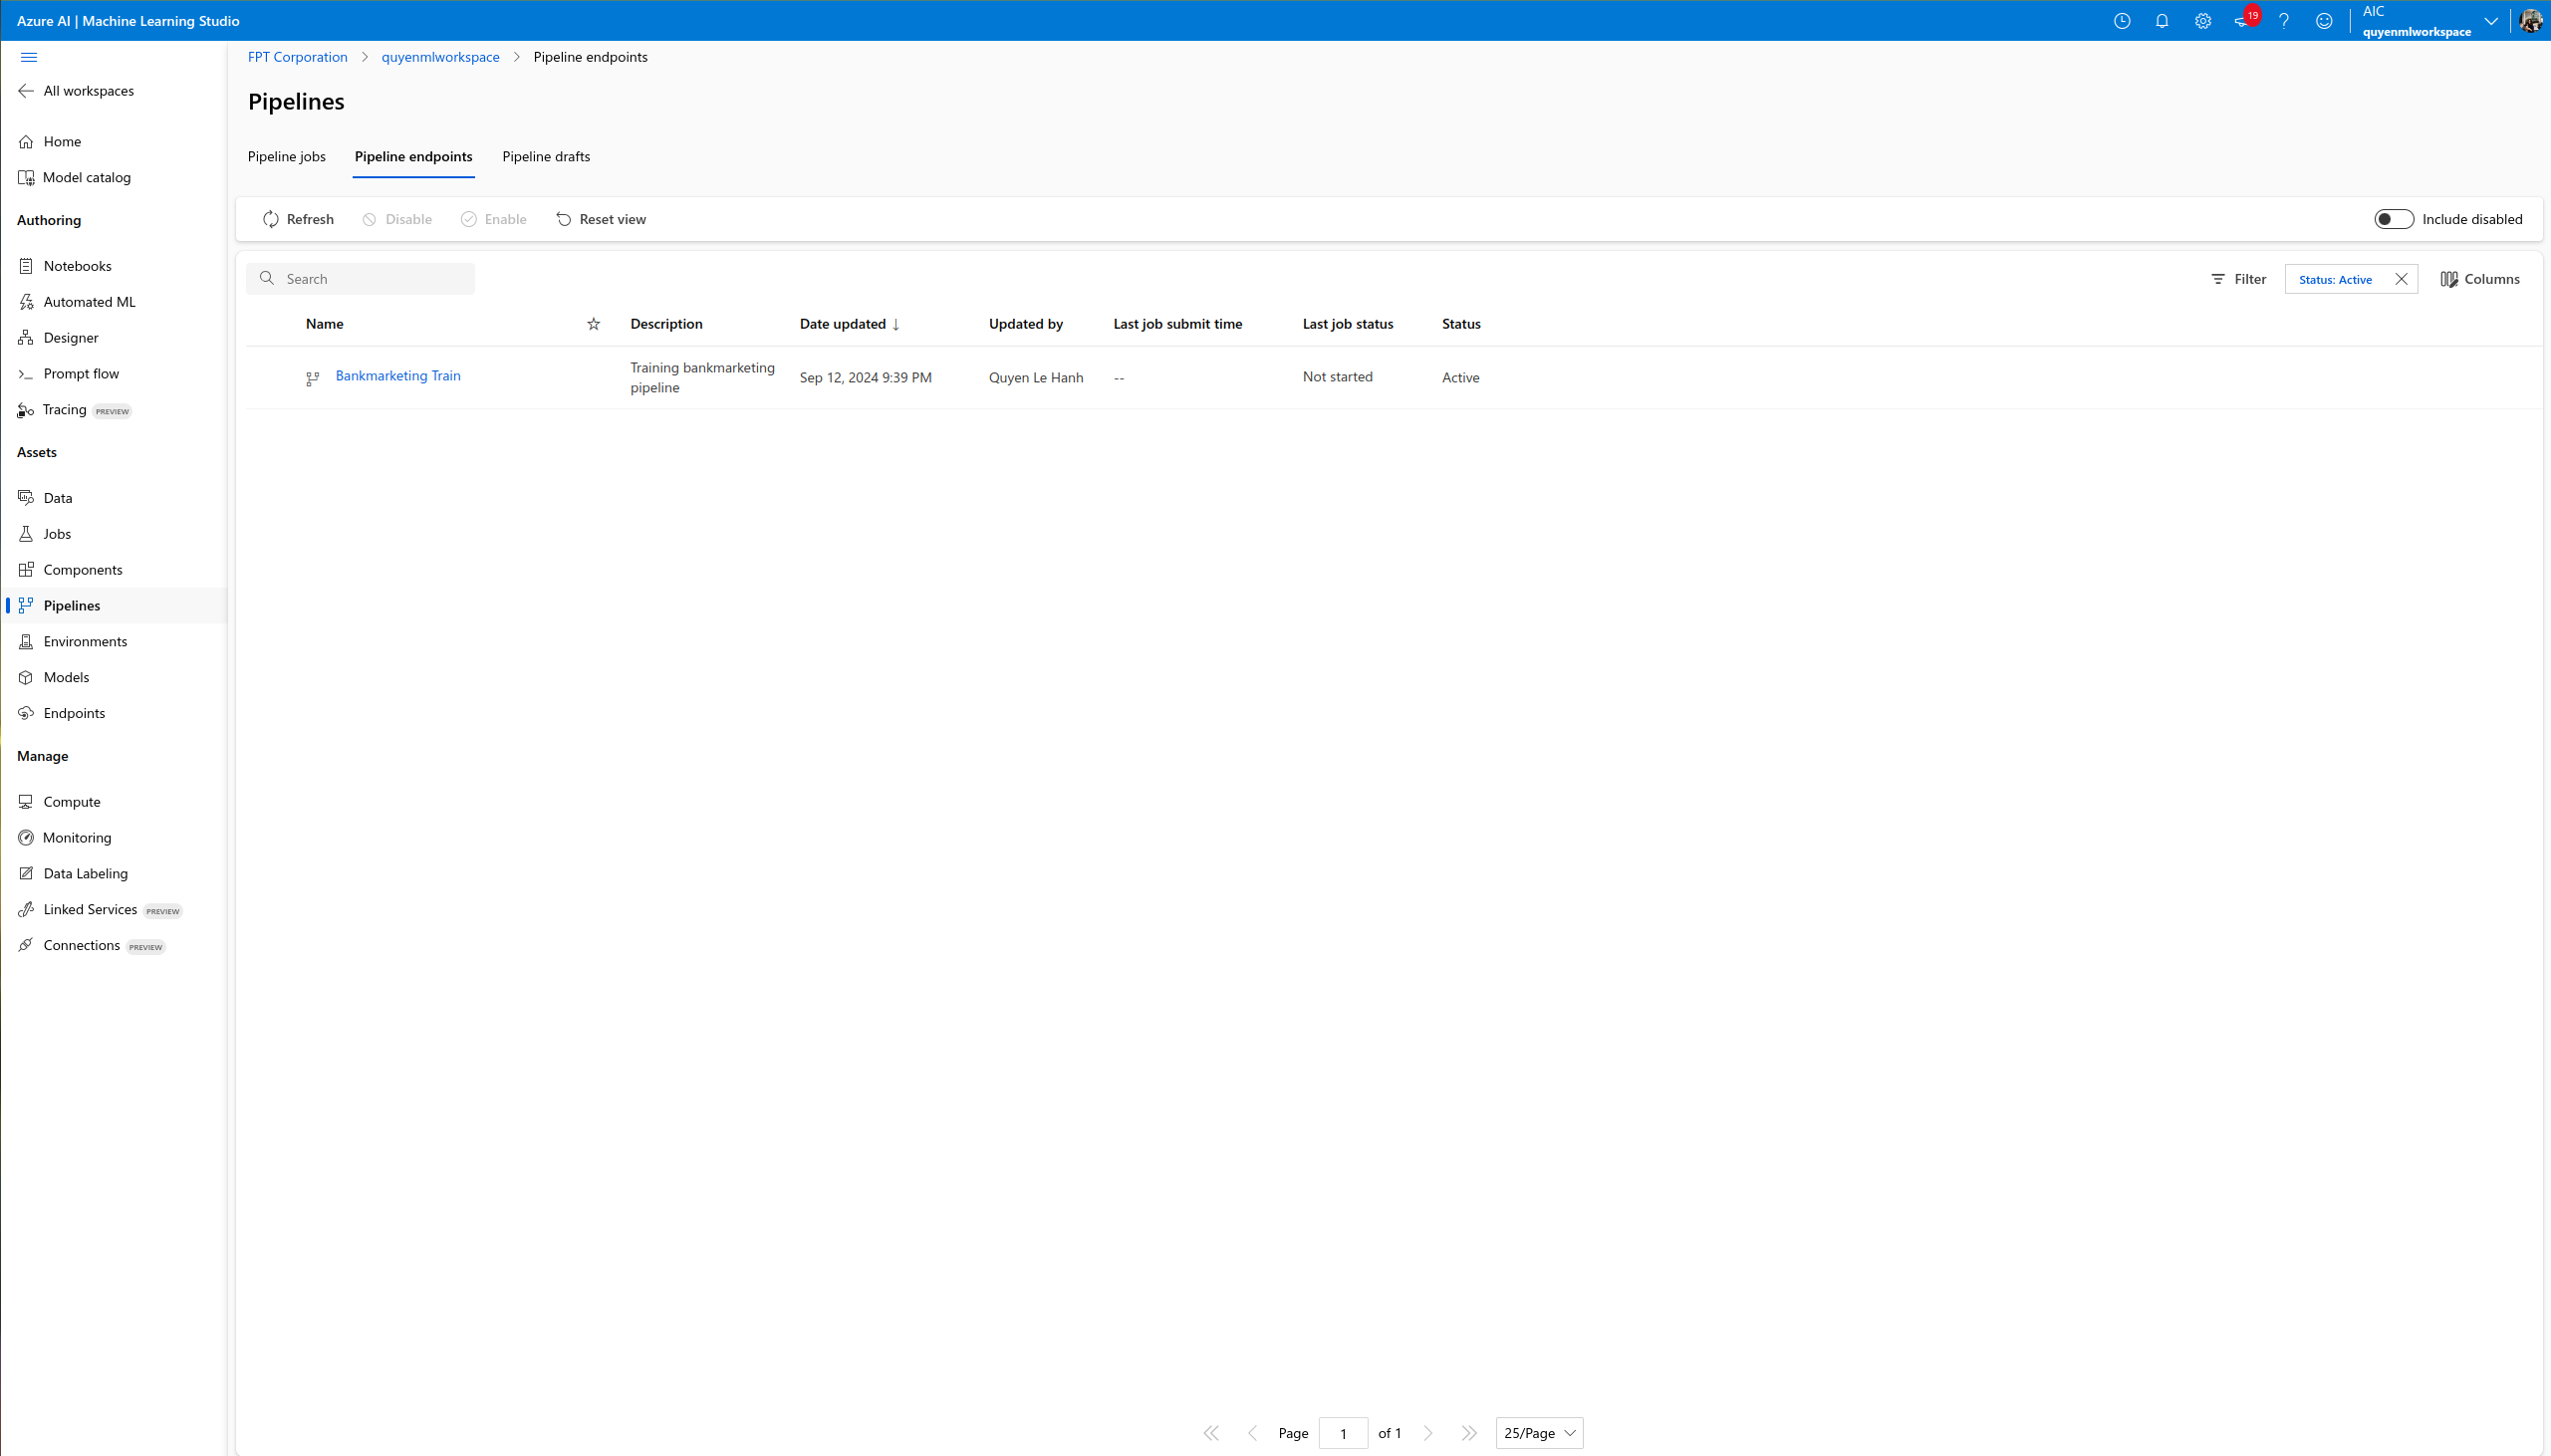 Azure AI | Machine Learning Studio
19
AIC
quyenmlworkspace
All workspaces
Home
Model catalog
Authoring
Notebooks
Automated ML
Designer
Prompt flow
Tracing PREVIEW
Assets
Data
Jobs
Components
Pipelines
Environments
Models
Endpoints
Manage
Compute
Monitoring
Data Labeling
Linked Services PREVIEW
Connections PREVIEW
FPT Corporation > quyenmlworkspace > Pipeline endpoints
Pipelines
Pipeline jobs Pipeline endpoints Pipeline drafts
Refresh Disable Enable Reset view Include disabled
Search Filter Status: Active Columns
Name Description Date updated ↓ Updated by Last job submit time Last job status Status
Bankmarketing Train Training bankmarketing pipeline Sep 12, 2024 9:39 PM Quyen Le Hanh -- Not started Active
Page 1 of 1 25/Page